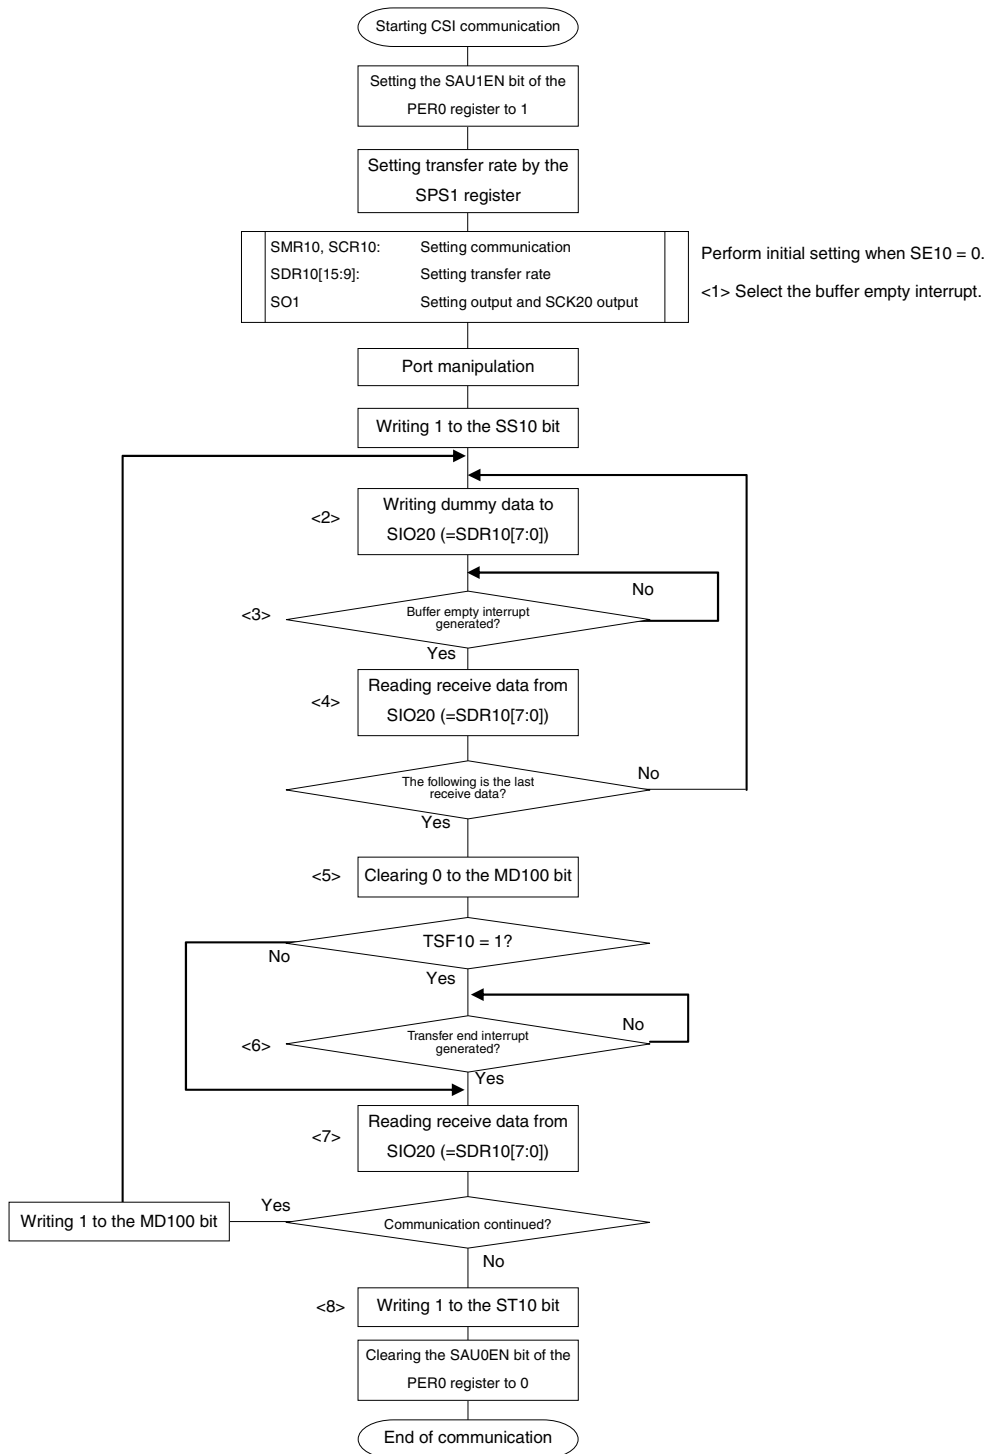 Starting CSI communication
Setting the SAU1EN bit of the
PER0 register to 1
Setting transfer rate by the
SPS1 register
SMR10, SCR10: Setting communication
SDR10[15:9]: Setting transfer rate
SO1 Setting output and SCK20 output
Perform initial setting when SE10 = 0.
<1> Select the buffer empty interrupt.
Port manipulation
Writing 1 to the SS10 bit
<2>
Writing dummy data to
SIO20 (=SDR10[7:0])
No
<3>
Buffer empty interrupt
generated?
Yes
<4>
Reading receive data from
SIO20 (=SDR10[7:0])
No
The following is the last
receive data?
Yes
<5>
Clearing 0 to the MD100 bit
TSF10 = 1?
No
Yes
No
<6>
Transfer end interrupt
generated?
Yes
<7>
Reading receive data from
SIO20 (=SDR10[7:0])
Writing 1 to the MD100 bit
Yes
Communication continued?
No
<8>
Writing 1 to the ST10 bit
Clearing the SAU0EN bit of the
PER0 register to 0
End of communication